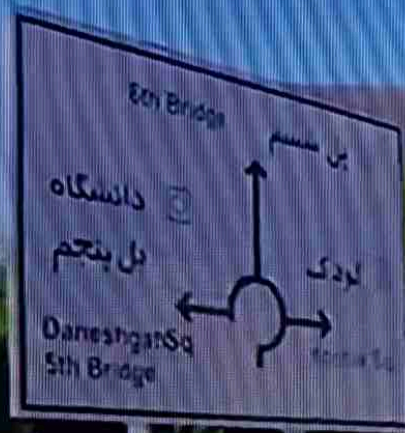 6th Bridge
پل ششم
دانشگاه
پل پنجم
کودک
DaneshgahSq
5th Bridge